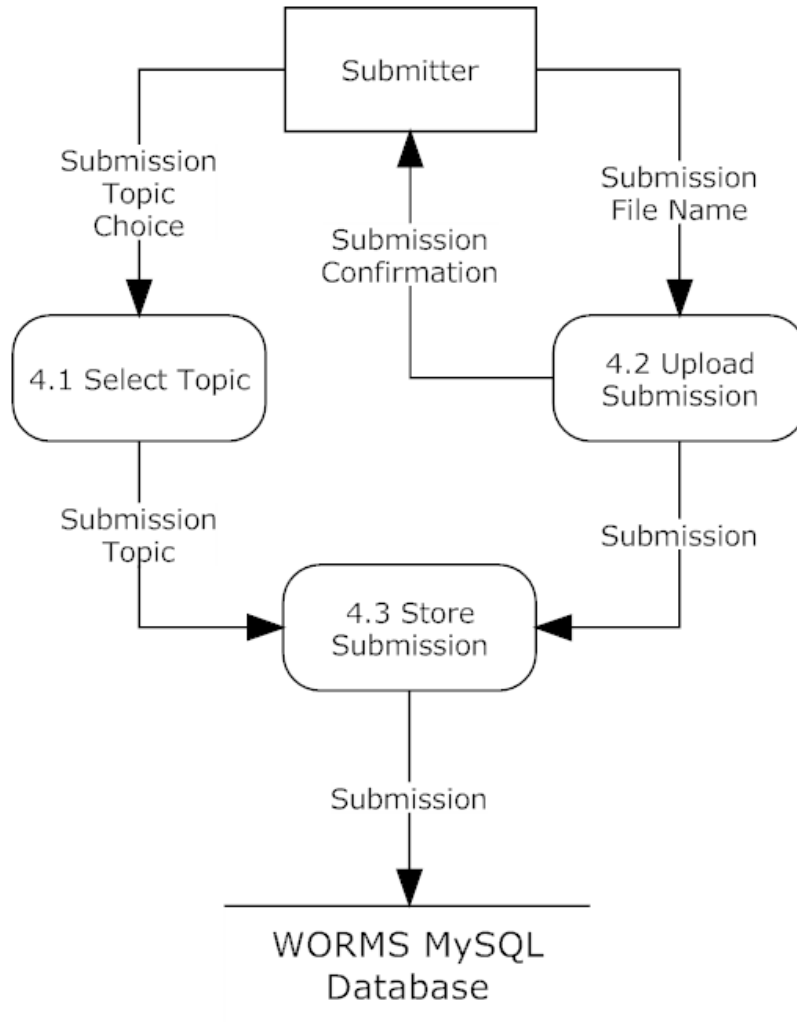 Submitter
Submission
Topic
Choice
Submission
File Name
Submission
Confirmation
4.1 Select Topic
4.2 Upload
Submission
Submission
Topic
Submission
4.3 Store
Submission
Submission
WORMS MySQL
Database